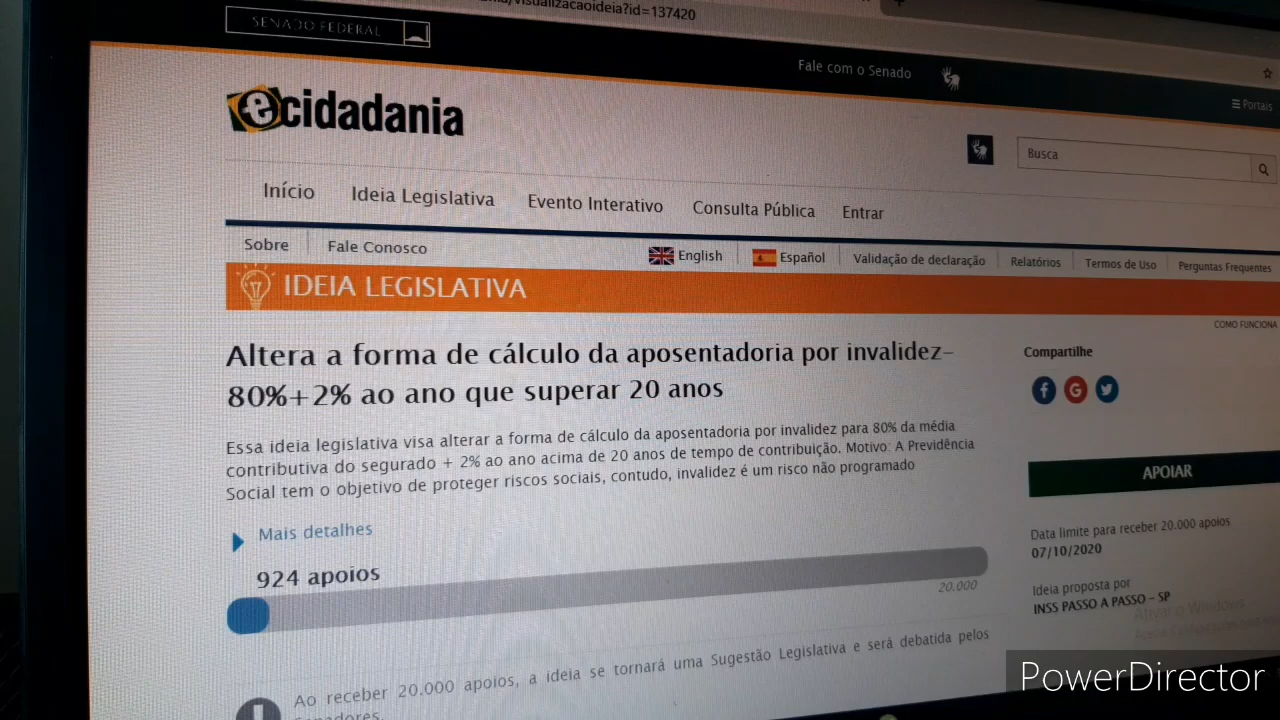 /visualizacaoideia?id=137420
SENADO FEDERAL
Fale com o Senado
Portais
ecidadania
Busca
Início Ideia Legislativa Evento Interativo Consulta Pública Entrar
Sobre Fale Conosco English Español Validação de declaração Relatórios Termos de Uso Perguntas Frequentes
IDEIA LEGISLATIVA
COMO FUNCIONA
Altera a forma de cálculo da aposentadoria por invalidez-
80%+2% ao ano que superar 20 anos
Essa ideia legislativa visa alterar a forma de cálculo da aposentadoria por invalidez para 80% da média
contributiva do segurado + 2% ao ano acima de 20 anos de tempo de contribuição. Motivo: A Previdência
Social tem o objetivo de proteger riscos sociais, contudo, invalidez é um risco não programado
Mais detalhes
924 apoios
20.000
Ao receber 20.000 apoios, a ideia se tornará uma Sugestão Legislativa e será debatida pelos
Senadores.
Compartilhe
APOIAR
Data limite para receber 20.000 apoios
07/10/2020
Ideia proposta por
INSS PASSO A PASSO - SP
Ativar o Windows
PowerDirector